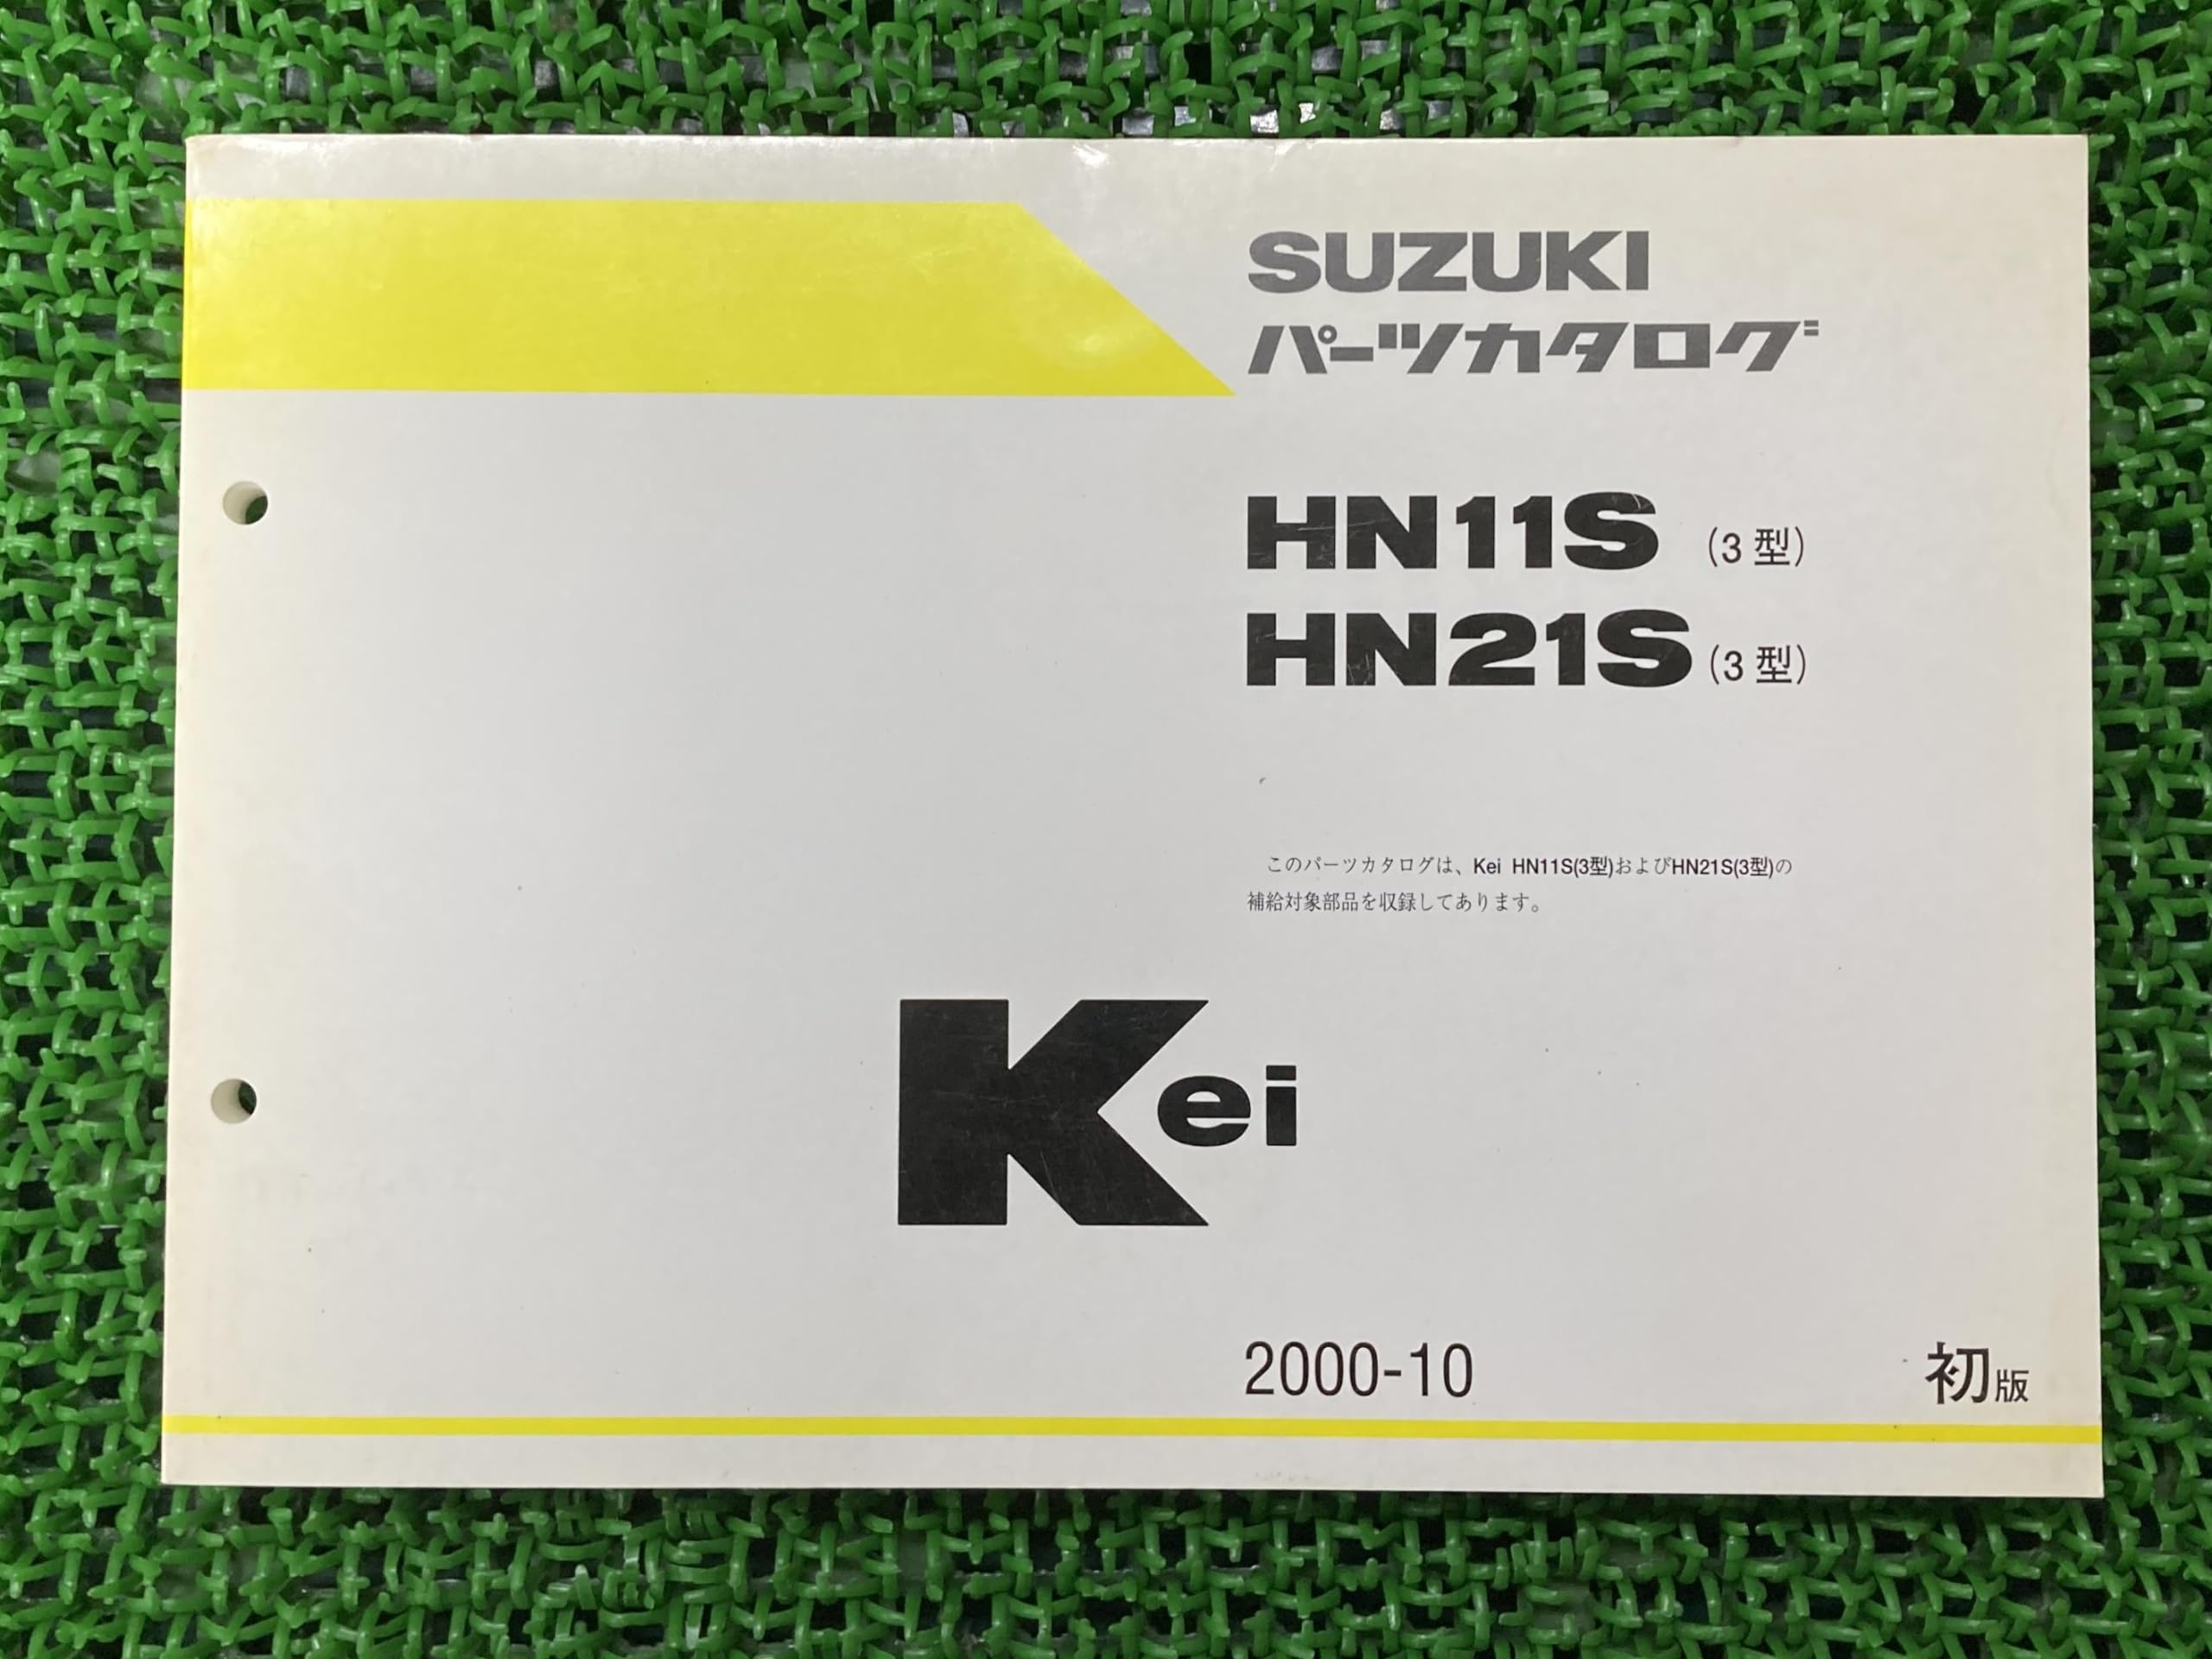 SUZUKI
パーツカタログ
HN11S (3型)
HN21S (3型)
このパーツカタログは、Kei HN11S(3型)およびHN21S(3型)の
補給対象部品を収録してあります。
Kei
2000-10 初版